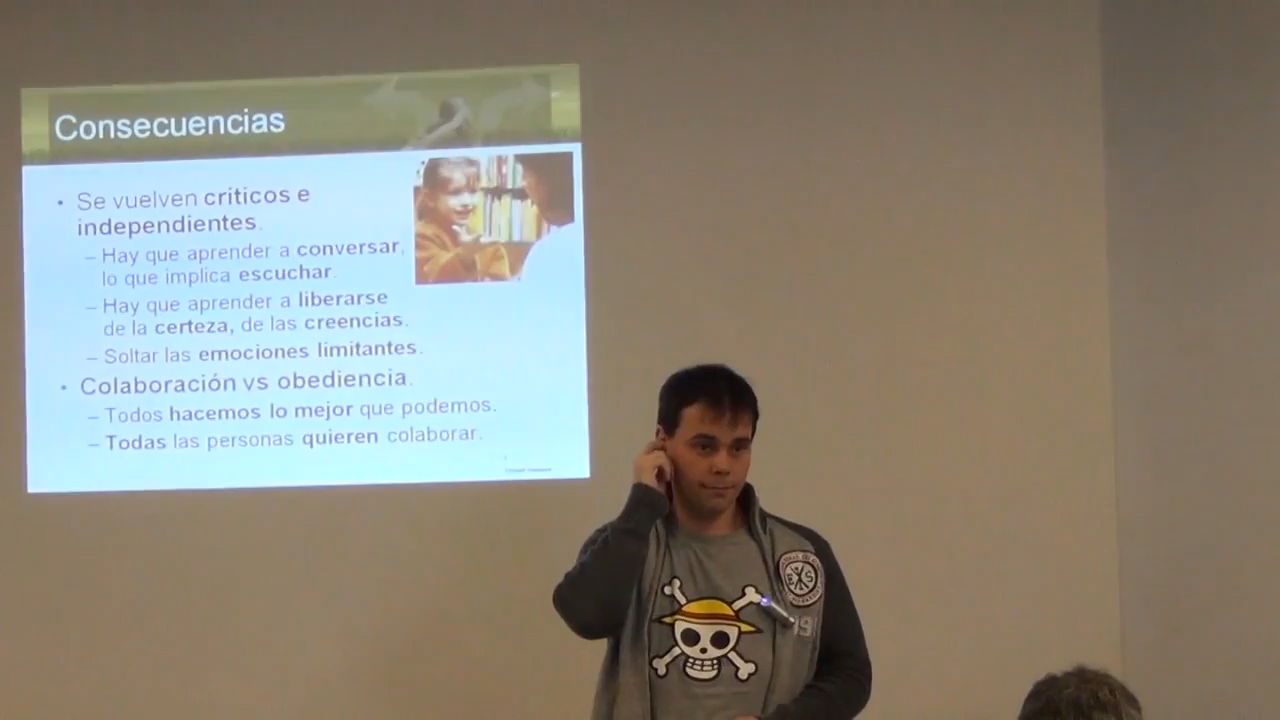 Consecuencias
• Se vuelven criticos e
independientes.
– Hay que aprender a conversar,
lo que implica escuchar.
– Hay que aprender a liberarse
de la certeza, de las creencias.
– Soltar las emociones limitantes.
• Colaboración vs obediencia.
– Todos hacemos lo mejor que podemos.
– Todas las personas quieren colaborar.